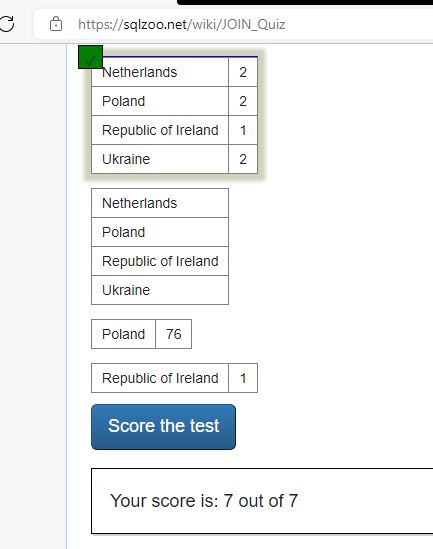 https://sqlzoo.net/wiki/JOIN_Quiz
Netherlands 2
Poland 2
Republic of Ireland 1
Ukraine 2
Netherlands
Poland
Republic of Ireland
Ukraine
Poland 76
Republic of Ireland 1
Score the test
Your score is: 7 out of 7